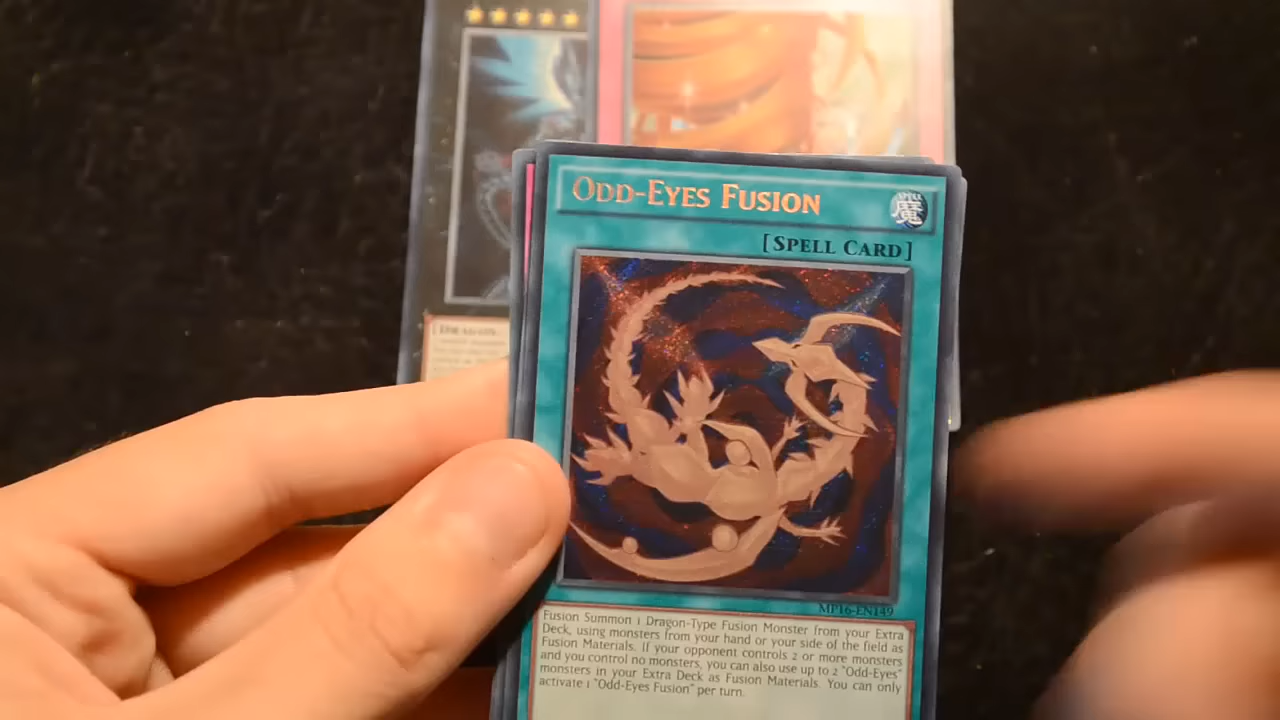 ODD-EYES FUSION
魔
[SPELL CARD]
MP16-EN149
Fusion Summon 1 Dragon-Type Fusion Monster from your Extra
Deck, using monsters from your hand or your side of the field as
Fusion Materials. If your opponent controls 2 or more monsters
and you control no monsters, you can also use up to 2 "Odd-Eyes"
monsters in your Extra Deck as Fusion Materials. You can only
activate 1 "Odd-Eyes Fusion" per turn.